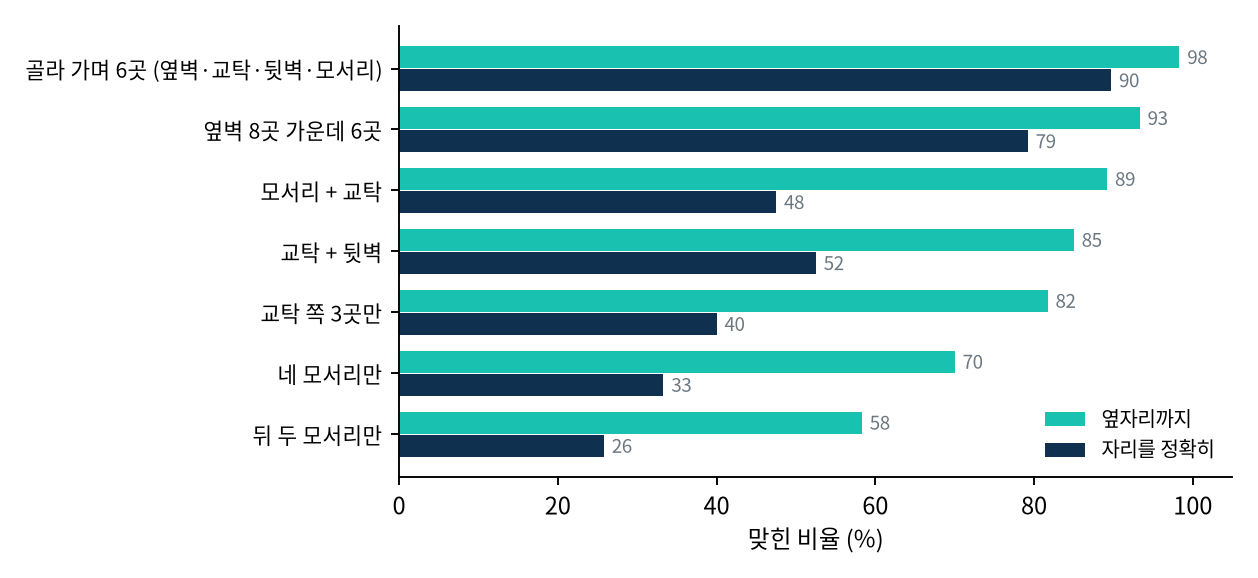 골라 가며 6곳 (옆벽·교탁·뒷벽·모서리)
98
90
옆벽 8곳 가운데 6곳
93
79
모서리 + 교탁
89
48
교탁 + 뒷벽
85
52
교탁 쪽 3곳만
82
40
네 모서리만
70
33
뒤 두 모서리만
58
26
옆자리까지
자리를 정확히
0 20 40 60 80 100
맞힌 비율 (%)